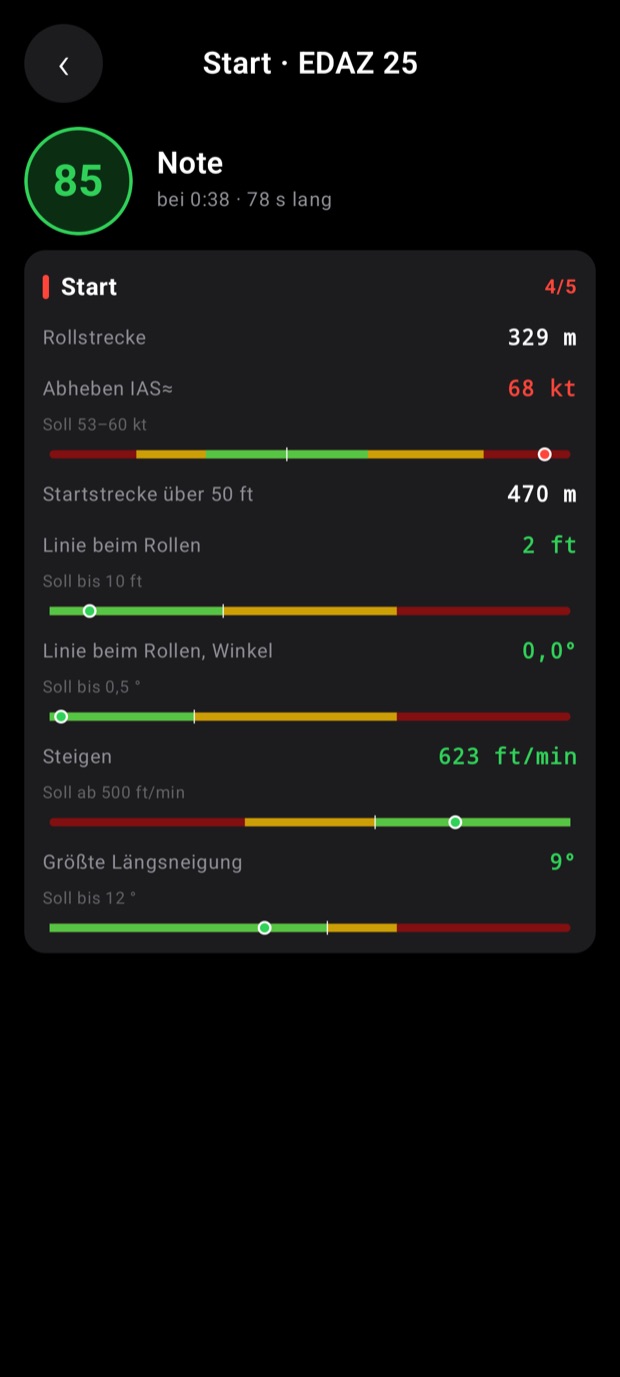 ‹
Start · EDAZ 25
85
Note
bei 0:38 · 78 s lang
Start
4/5
Rollstrecke
329 m
Abheben IAS≈
68 kt
Soll 53–60 kt
Startstrecke über 50 ft
470 m
Linie beim Rollen
2 ft
Soll bis 10 ft
Linie beim Rollen, Winkel
0,0°
Soll bis 0,5 °
Steigen
623 ft/min
Soll ab 500 ft/min
Größte Längsneigung
9°
Soll bis 12 °